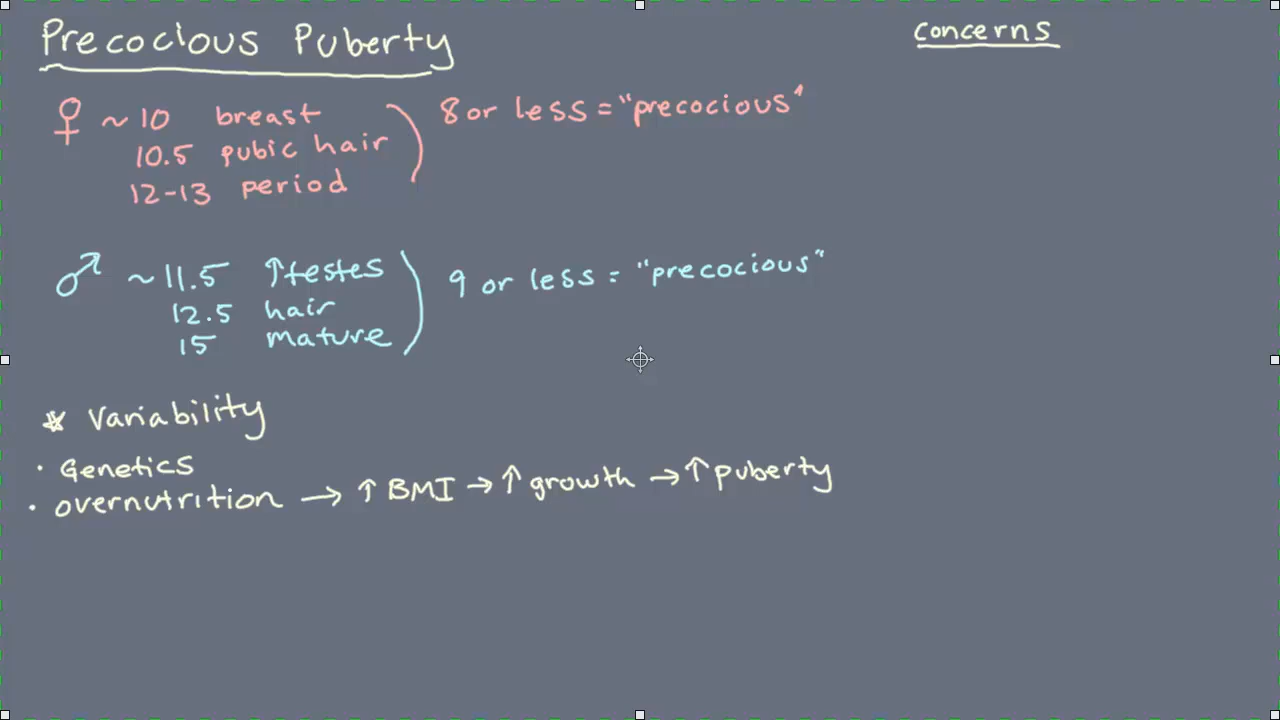 Precocious Puberty
concerns
♀ ~ 10 breast
10.5 pubic hair
12-13 period
8 or less = "precocious"
♂ ~ 11.5 ↑testes
12.5 hair
15 mature
9 or less = "precocious"
* Variability
· Genetics
· overnutrition → ↑ BMI → ↑ growth → ↑ puberty